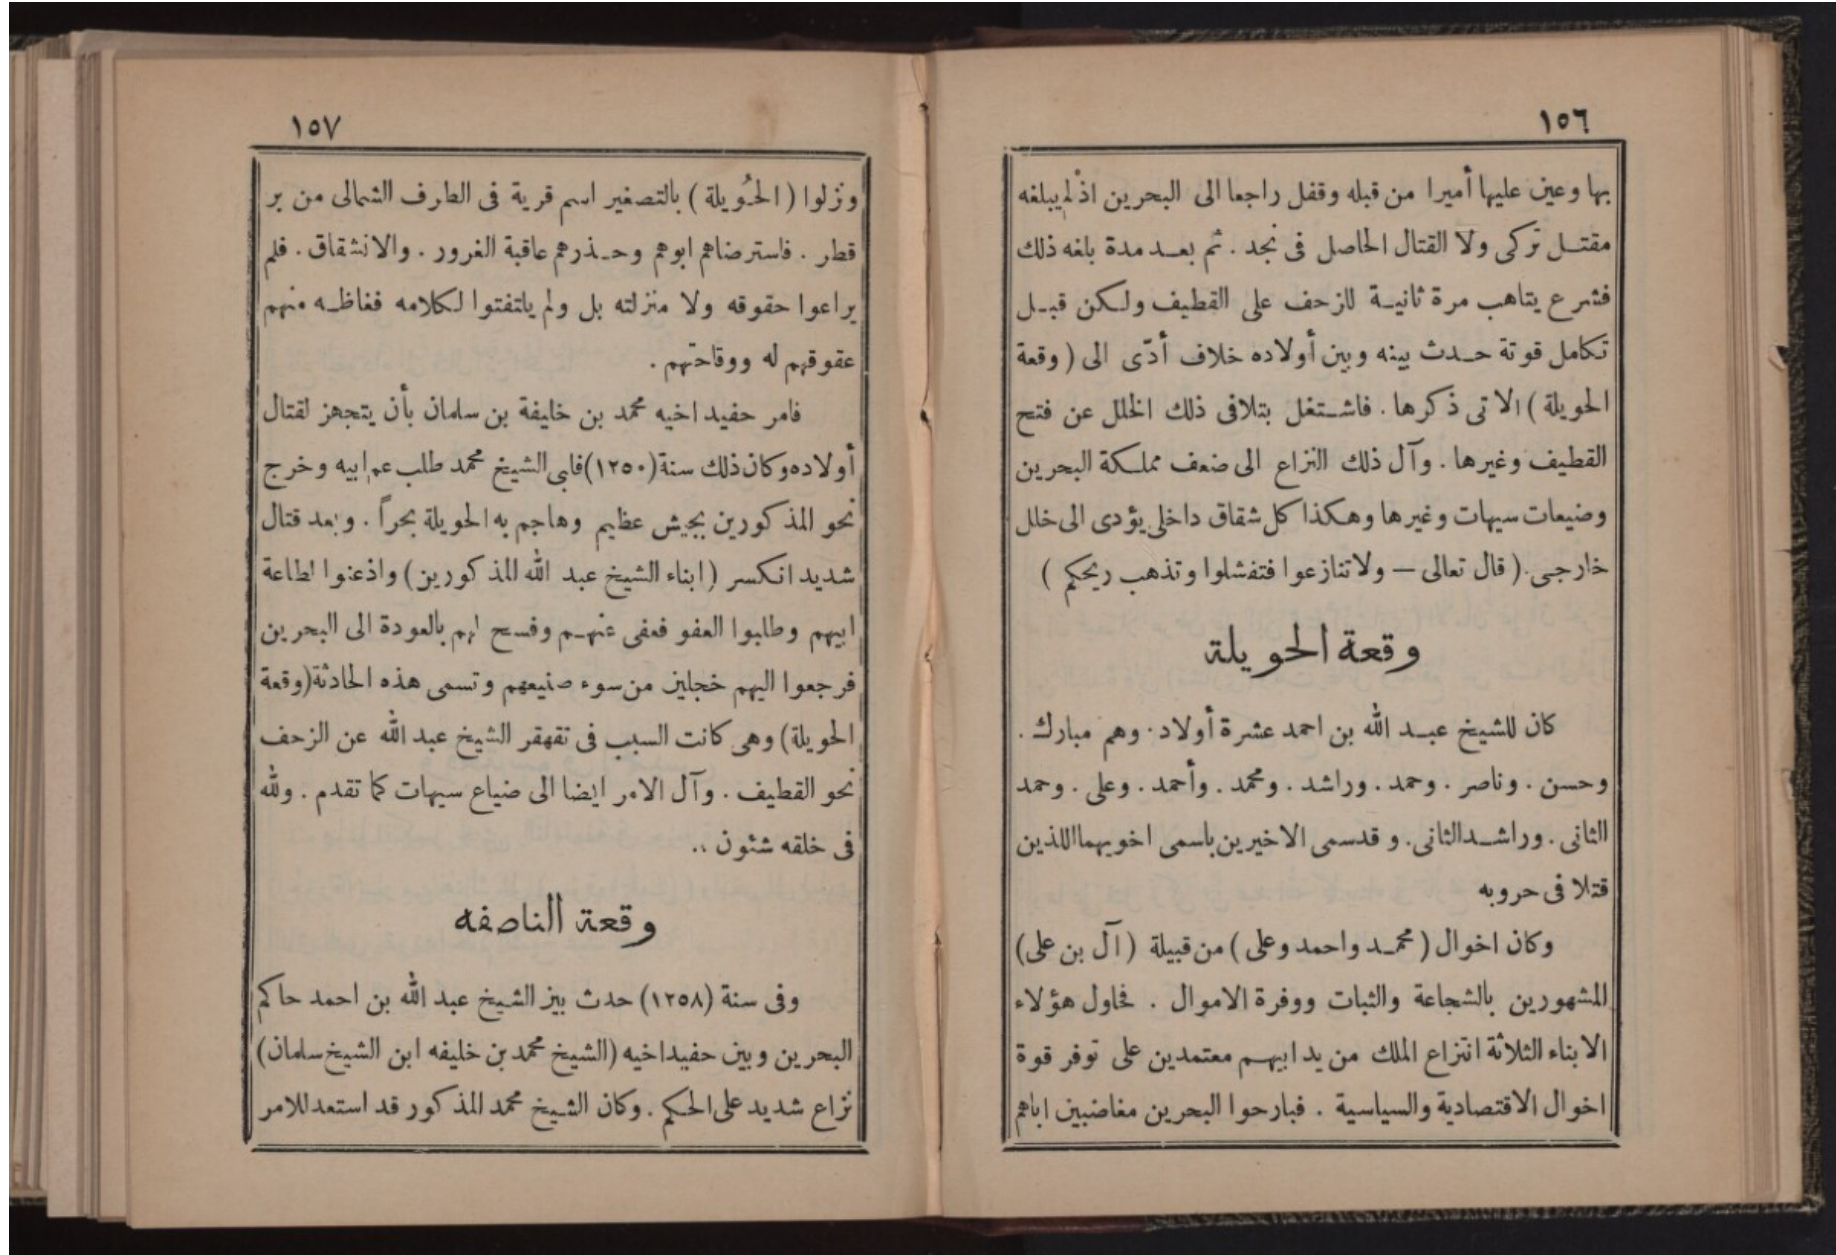 ١٥٦
بها وعين عليها أميرا من قبله وقفل راجعا الى البحرين اذ لم يبلغه
مقتل تركى ولا القتال الحاصل فى نجد . ثم بعد مدة بلغه ذلك
فشرع يتاهب مرة ثانية للزحف على القطيف ولكن قبل
تكامل قوتة حدث بينه وبين أولاده خلاف أدّى الى ( وقعة
الحويلة ) الاتى ذكرها . فاشتغل بتلافى ذلك الخلل عن فتح
القطيف وغيرها . وآل ذلك النزاع الى ضعف مملكة البحرين
وضيعات سيهات وغيرها وهكذا كل شقاق داخلى يؤدى الى خلل
خارجى . ( قال تعالى — ولا تنازعوا فتفشلوا وتذهب ريحكم )
وقعة الحويلة
كان للشيخ عبد الله بن احمد عشرة أولاد . وهم مبارك .
وحسن . وناصر . وحمد . وراشد . ومحمد . وأحمد . وعلى . وحمد
الثانى . وراشد الثانى . وقد سمى الاخيرين باسمى اخويهما اللذين
قتلا فى حروبه
وكان اخوال ( محمد واحمد وعلى ) من قبيلة ( آل بن على )
المشهورين بالشجاعة والثبات ووفرة الاموال . فحاول هؤلاء
الابناء الثلاثة انتزاع الملك من يد ابيهم معتمدين على توفر قوة
اخوال الاقتصادية والسياسية . فبارحوا البحرين مغاضبين اباهم
١٥٧
ونزلوا ( الحُويلة ) بالتصغير اسم قرية فى الطرف الشمالى من بر
قطر . فاسترضاهم ابوهم وحذرهم عاقبة الغرور . والانشقاق . فلم
يراعوا حقوقه ولا منزلته بل ولم يلتفتوا لكلامه فغاظه منهم
عقوقهم له ووقاحتهم .
فامر حفيد اخيه محمد بن خليفة بن سلمان بأن يتجهز لقتال
أولاده وكان ذلك سنة (١٢٥٠) فلبى الشيخ محمد طلب عم ابيه وخرج
نحو المذكورين بجيش عظيم وهاجم به الحويلة بحراً . وبعد قتال
شديد انكسر ( ابناء الشيخ عبد الله المذكورين ) واذعنوا لطاعة
ابيهم وطلبوا العفو فعفى عنهم وفسح لهم بالعودة الى البحرين
فرجعوا اليهم خجلين من سوء صنيعهم وتسمى هذه الحادثة (وقعة
الحويلة) وهى كانت السبب فى تقهقر الشيخ عبد الله عن الزحف
نحو القطيف . وآل الامر ايضا الى ضياع سيهات كما تقدم . ولله
فى خلقه شئون ..
وقعة الناصفه
وفى سنة (١٢٥٨) حدث بين الشيخ عبد الله بن احمد حاكم
البحرين وبين حفيد اخيه (الشيخ محمد بن خليفه ابن الشيخ سلمان)
نزاع شديد على الحكم . وكان الشيخ محمد المذكور قد استعد للامر